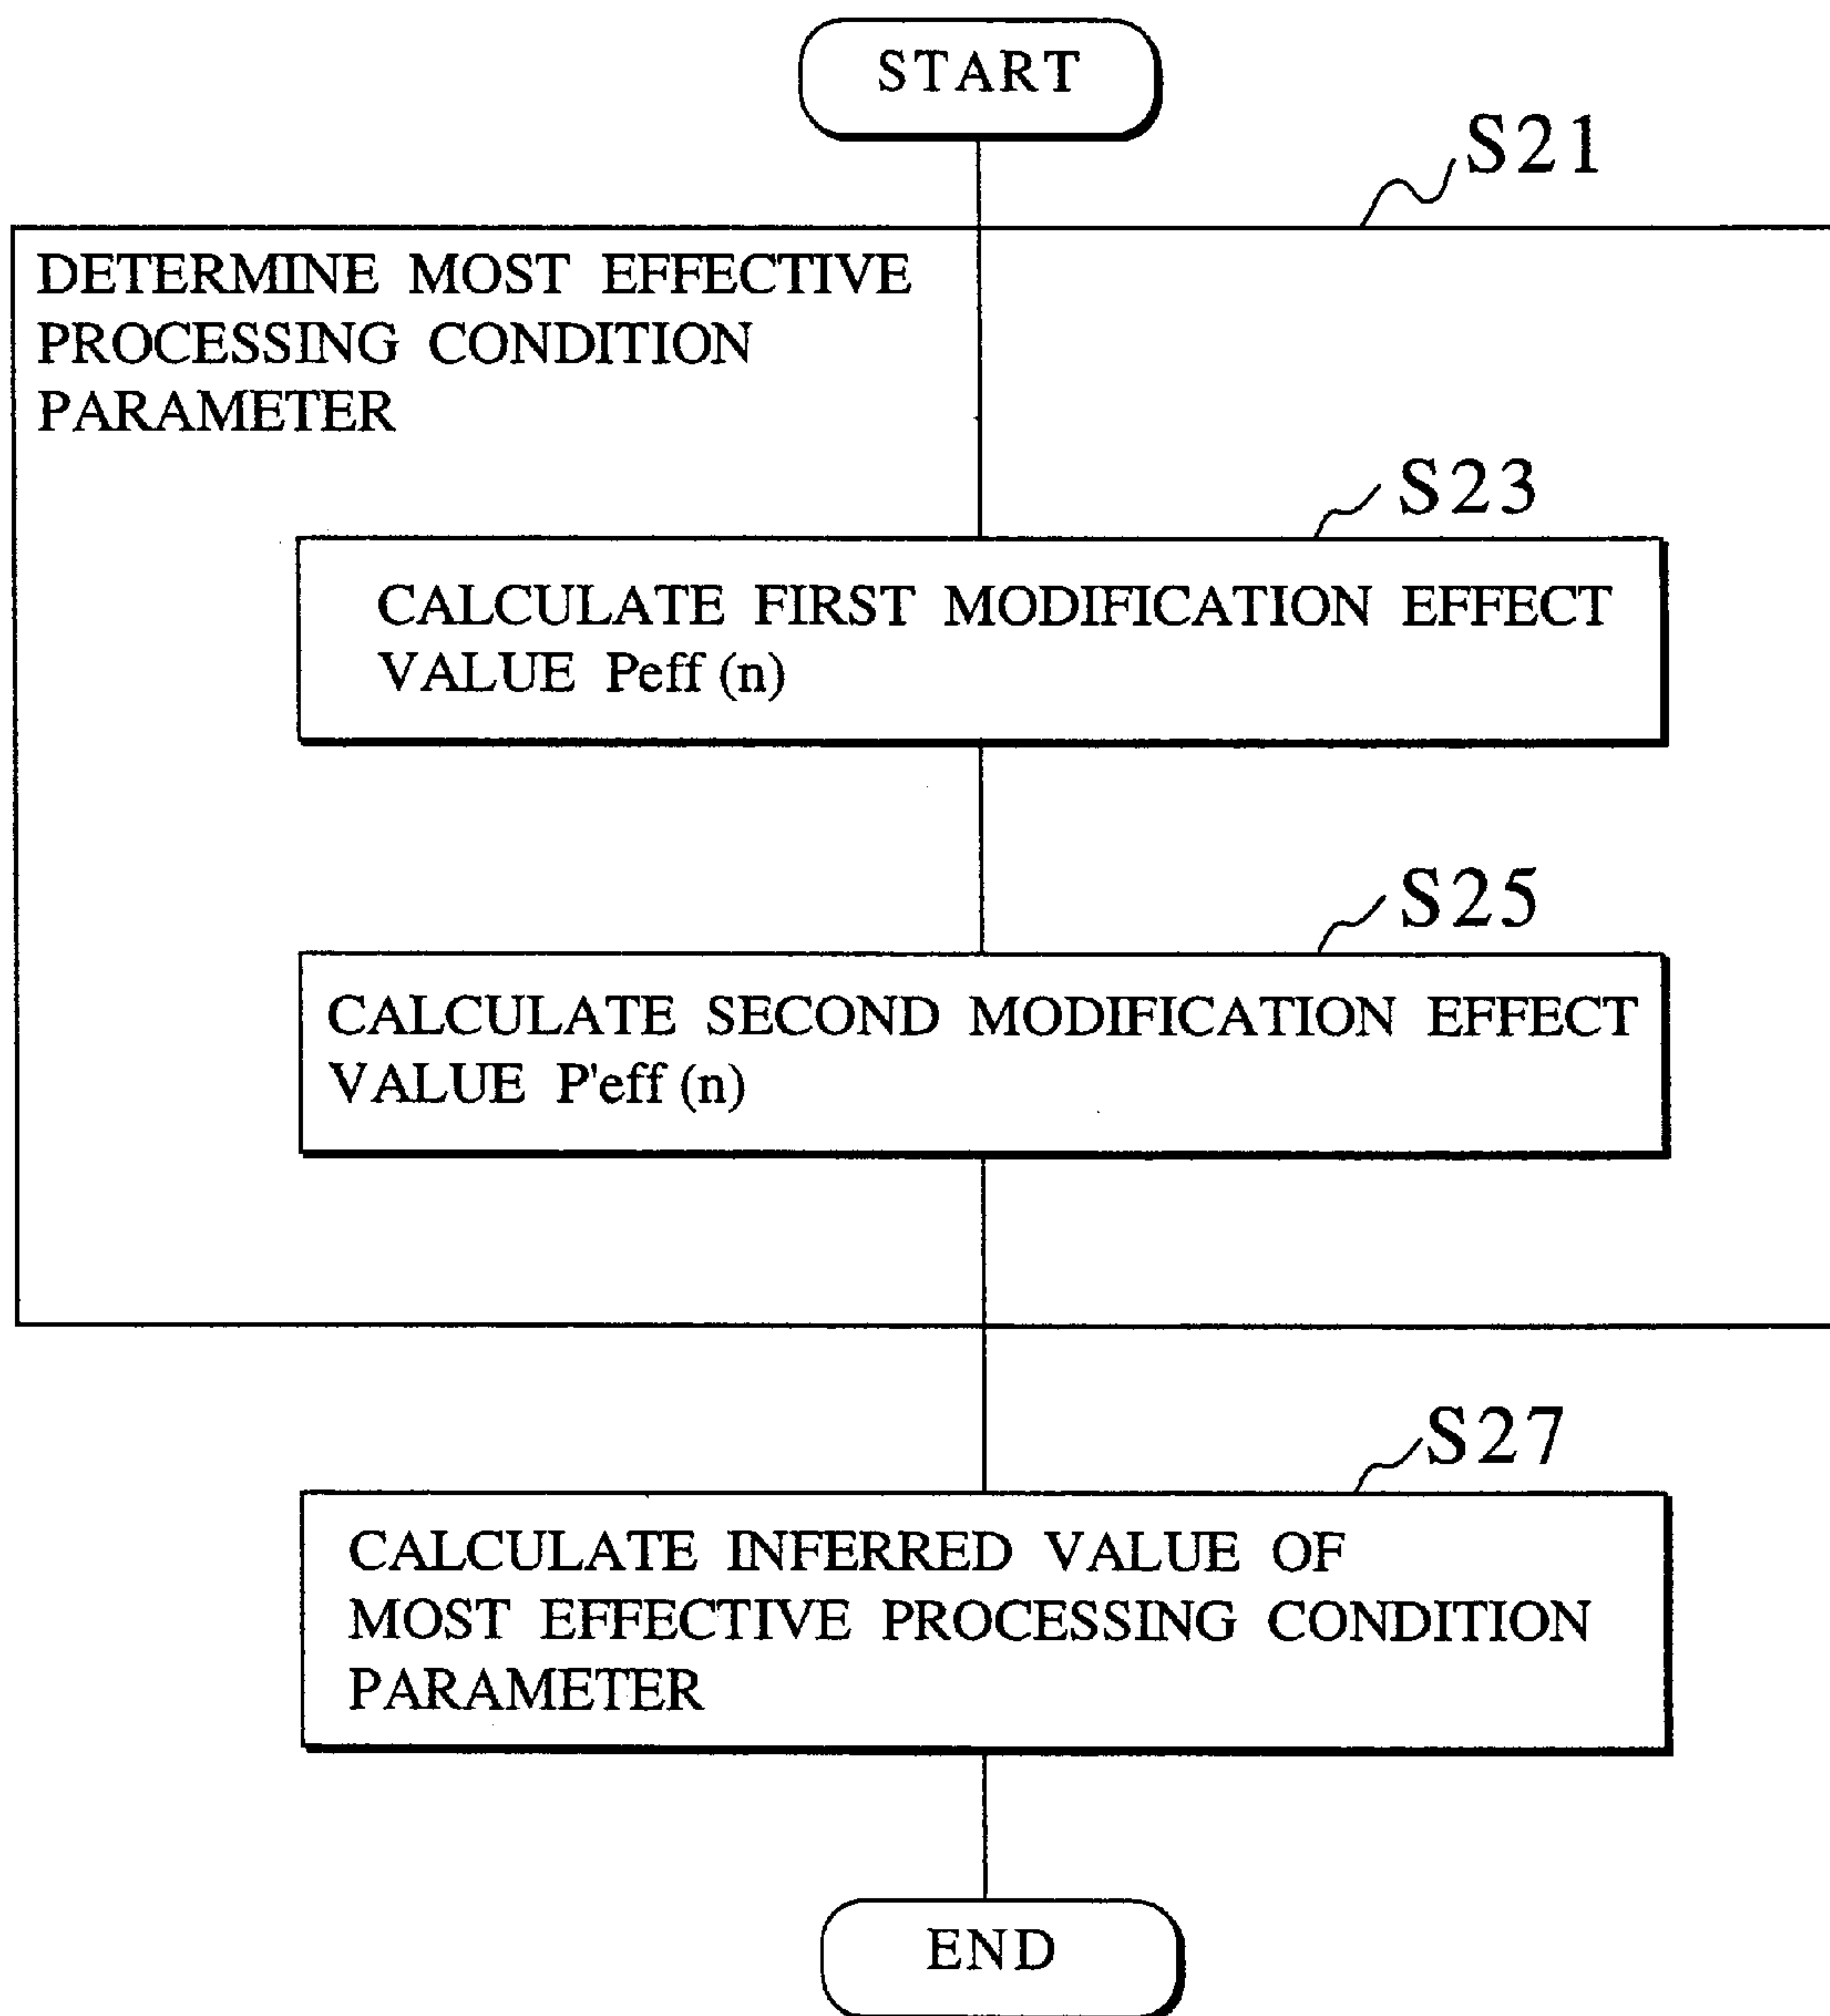 START
S21
DETERMINE MOST EFFECTIVE
PROCESSING CONDITION
PARAMETER
S23
CALCULATE FIRST MODIFICATION EFFECT
VALUE Peff (n)
S25
CALCULATE SECOND MODIFICATION EFFECT
VALUE P'eff (n)
S27
CALCULATE INFERRED VALUE OF
MOST EFFECTIVE PROCESSING CONDITION
PARAMETER
END